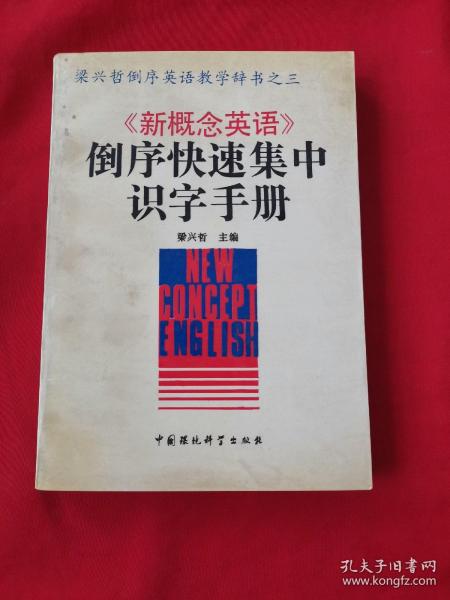 梁兴哲倒序英语教学辞书之三
《新概念英语》
倒序快速集中
识字手册
梁兴哲 主编
NEW
CONCEPT
ENGLISH
中国环境科学出版社
孔夫子旧书网
www.kongfz.com